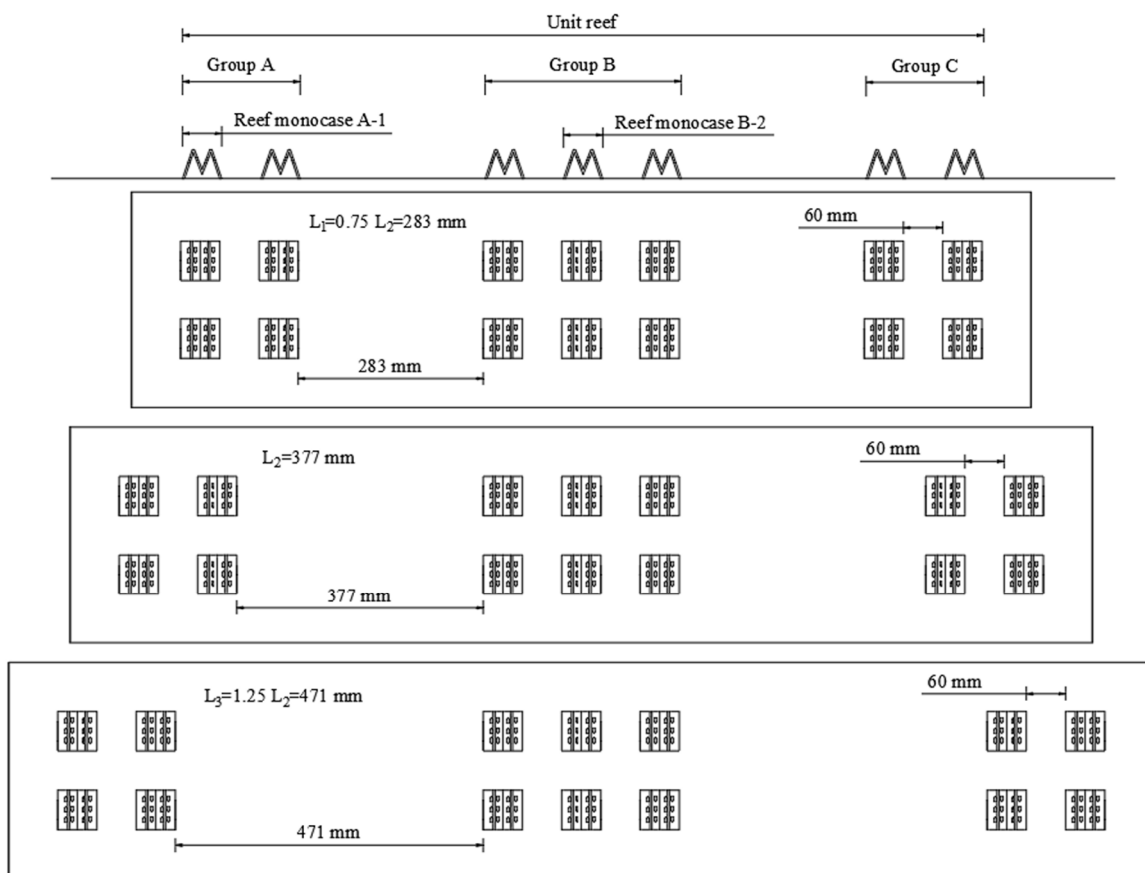 Unit reef
Group A
Group B
Group C
Reef monocase A-1
Reef monocase B-2
L₁=0.75 L₂=283 mm
60 mm
283 mm
L₂=377 mm
60 mm
377 mm
L₃=1.25 L₂=471 mm
60 mm
471 mm